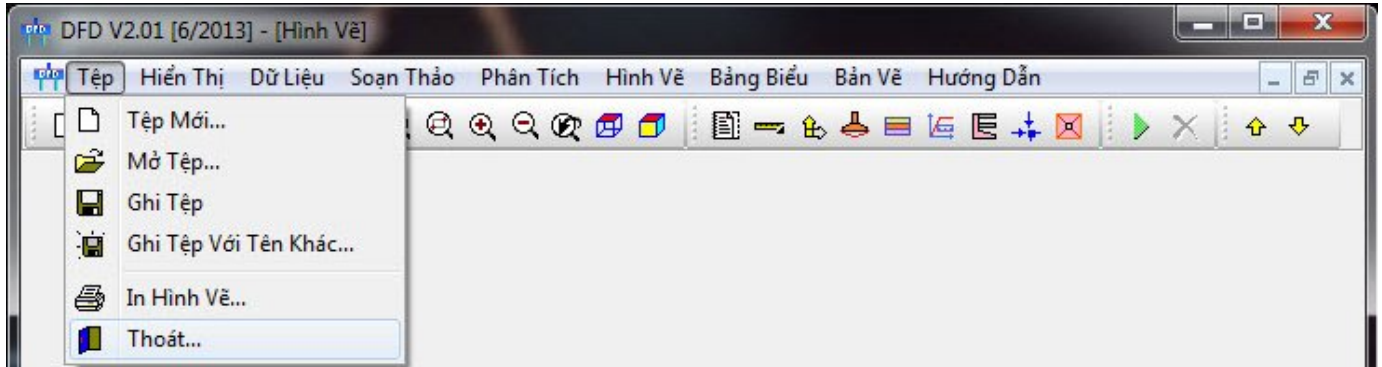 DFD V2.01 [6/2013] - [Hình Vẽ]
Tệp Hiển Thị Dữ Liệu Soạn Thảo Phân Tích Hình Vẽ Bảng Biểu Bản Vẽ Hướng Dẫn
Tệp Mới...
Mở Tệp...
Ghi Tệp
Ghi Tệp Với Tên Khác...
In Hình Vẽ...
Thoát...